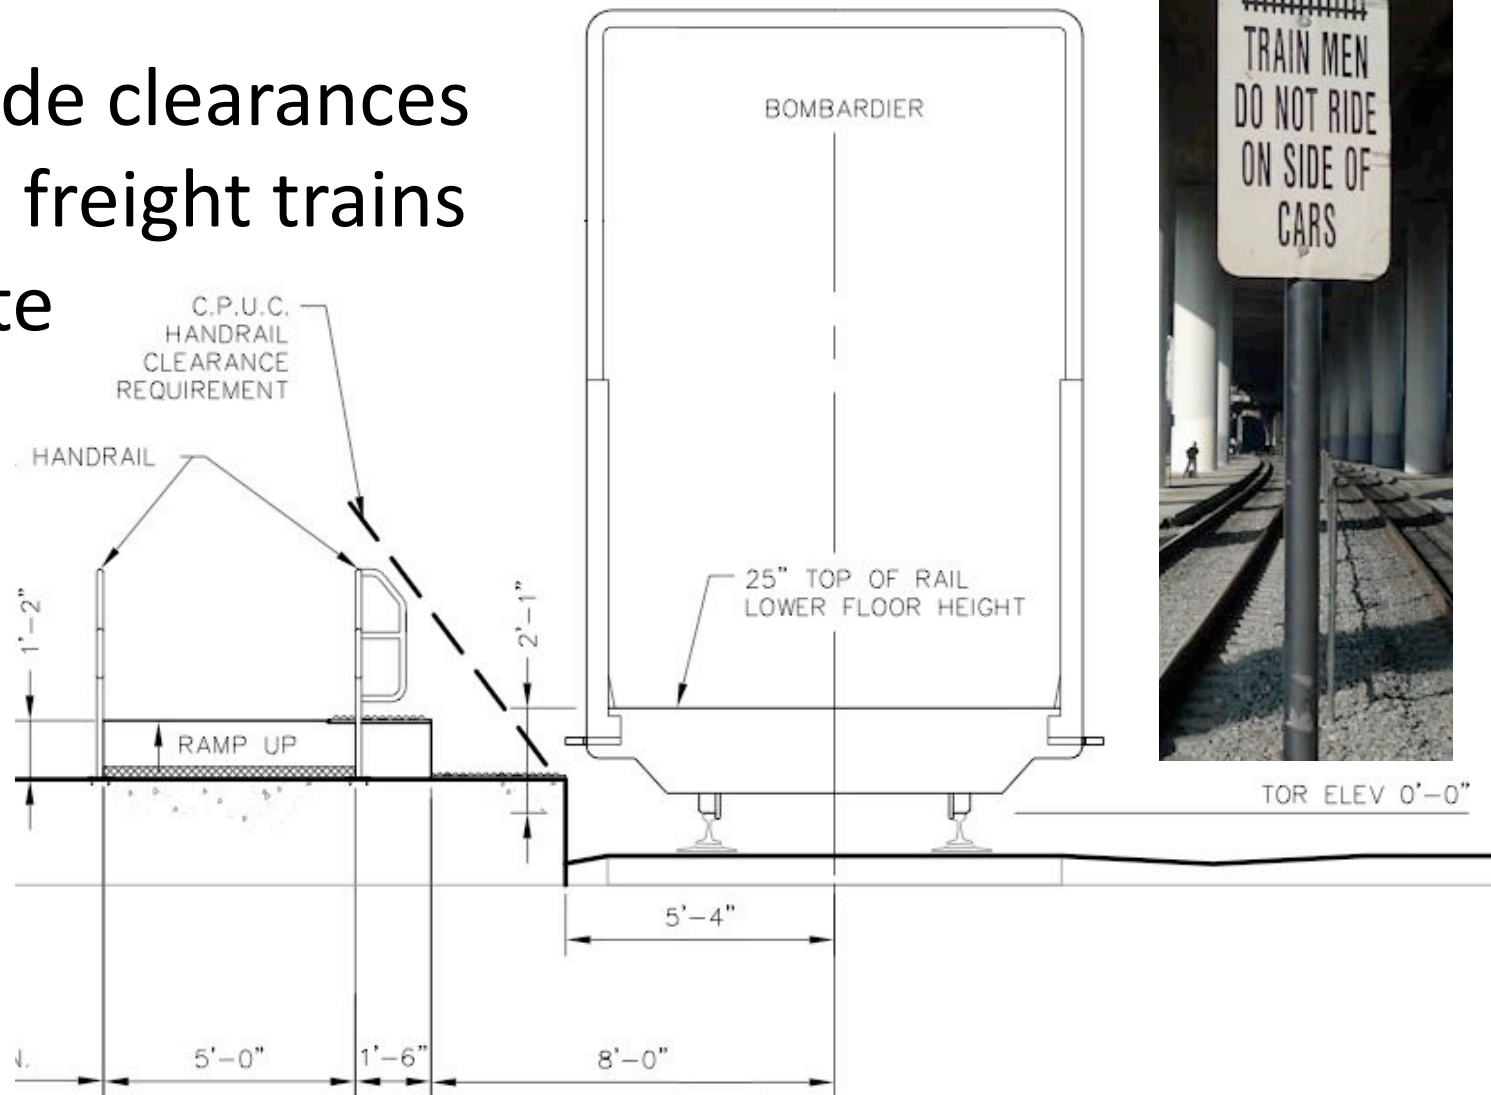 de clearances
freight trains
te
C.P.U.C.
HANDRAIL
CLEARANCE
REQUIREMENT
HANDRAIL
1'-2"
RAMP UP
2'-1"
BOMBARDIER
25" TOP OF RAIL
LOWER FLOOR HEIGHT
TRAIN MEN
DO NOT RIDE
ON SIDE OF
CARS
TOR ELEV 0'-0"
5'-4"
N.
5'-0"
1'-6"
8'-0"